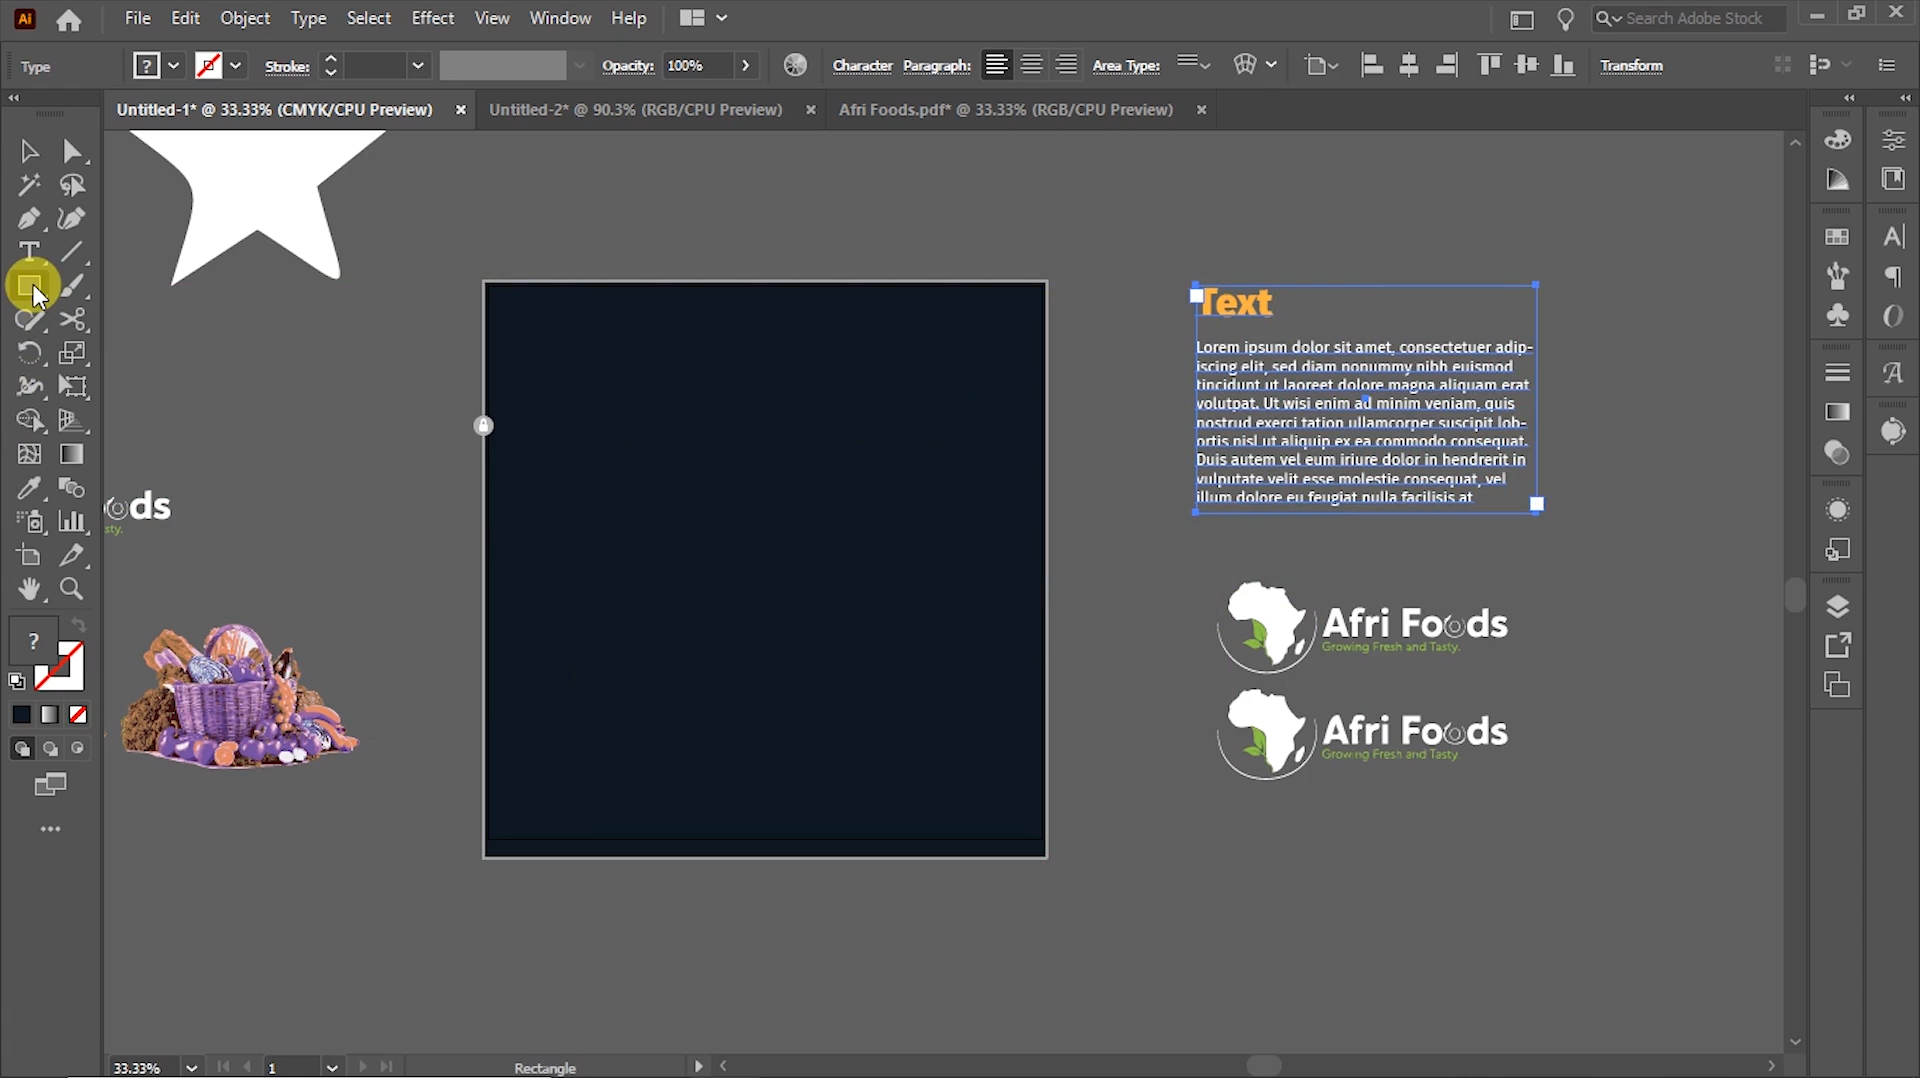 Ai File Edit Object Type Select Effect View Window Help Search Adobe Stock
Type ? Stroke: Opacity: 100% Character Paragraph: Area Type: Transform
Untitled-1* @ 33.33% (CMYK/CPU Preview) × Untitled-2* @ 90.3% (RGB/CPU Preview) × Afri Foods.pdf* @ 33.33% (RGB/CPU Preview) ×
Text
Lorem ipsum dolor sit amet, consectetuer adip-
iscing elit, sed diam nonummy nibh euismod
tincidunt ut laoreet dolore magna aliquam erat
volutpat. Ut wisi enim ad minim veniam, quis
nostrud exerci tation ullamcorper suscipit lob-
ortis nisl ut aliquip ex ea commodo consequat.
Duis autem vel eum iriure dolor in hendrerit in
vulputate velit esse molestie consequat, vel
illum dolore eu feugiat nulla facilisis at
ods
ty.
Afri Foods
Growing Fresh and Tasty.
Afri Foods
Growing Fresh and Tasty
?
33.33% 1 Rectangle